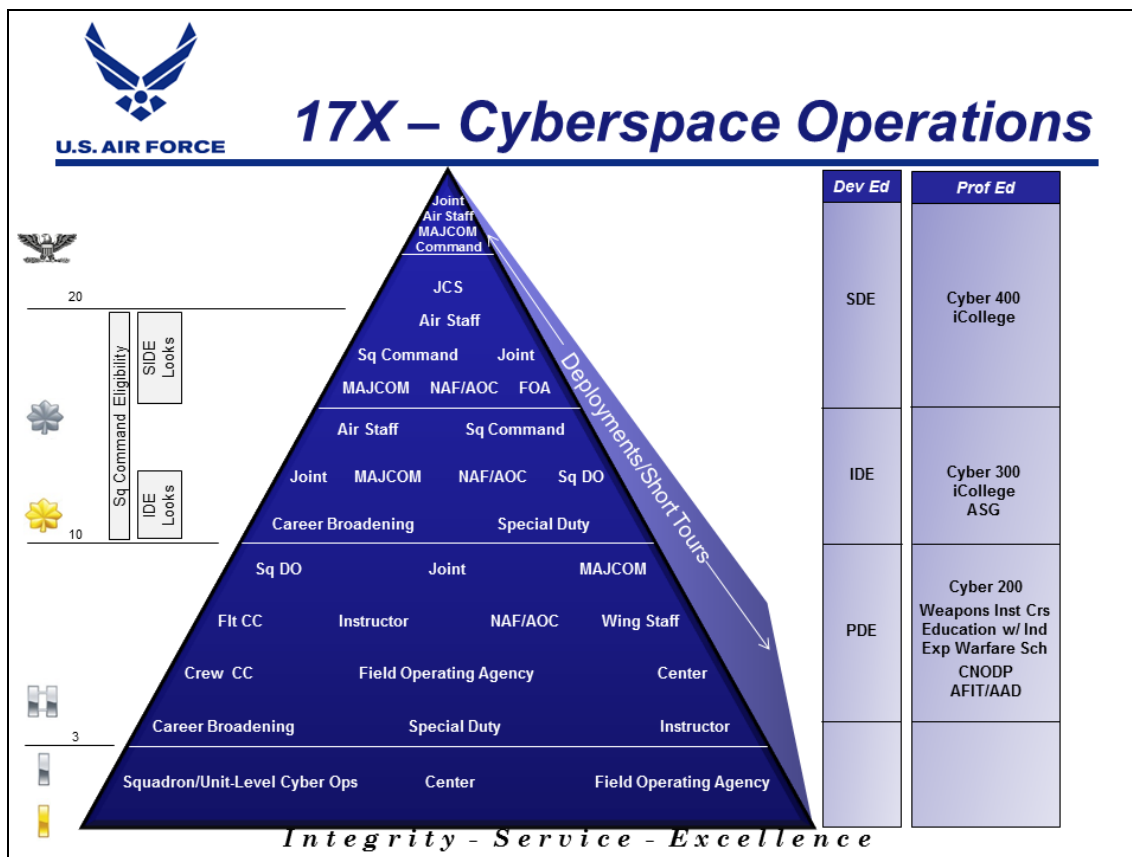 17X – Cyberspace Operations
U.S. AIR FORCE
Dev Ed
Prof Ed
Joint
Air Staff
MAJCOM
Command
20
JCS
Air Staff
Sq Command Joint
MAJCOM NAF/AOC FOA
SDE
Cyber 400
iCollege
Sq Command Eligibility
SIDE
Looks
IDE
Looks
Deployments/Short Tours
Air Staff Sq Command
Joint MAJCOM NAF/AOC Sq DO
Career Broadening Special Duty
IDE
Cyber 300
iCollege
ASG
10
Sq DO Joint MAJCOM
Flt CC Instructor NAF/AOC Wing Staff
Crew CC Field Operating Agency Center
Career Broadening Special Duty Instructor
PDE
Cyber 200
Weapons Inst Crs
Education w/ Ind
Exp Warfare Sch
CNODP
AFIT/AAD
3
Squadron/Unit-Level Cyber Ops Center Field Operating Agency
Integrity - Service - Excellence